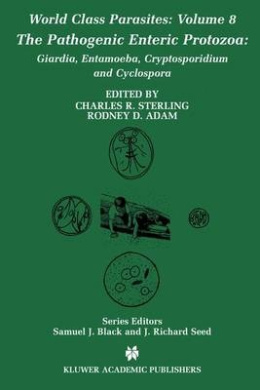 World Class Parasites: Volume 8
The Pathogenic Enteric Protozoa:
Giardia, Entamoeba, Cryptosporidium
and Cyclospora
EDITED BY
CHARLES R. STERLING
RODNEY D. ADAM
Series Editors
Samuel J. Black and J. Richard Seed
KLUWER ACADEMIC PUBLISHERS